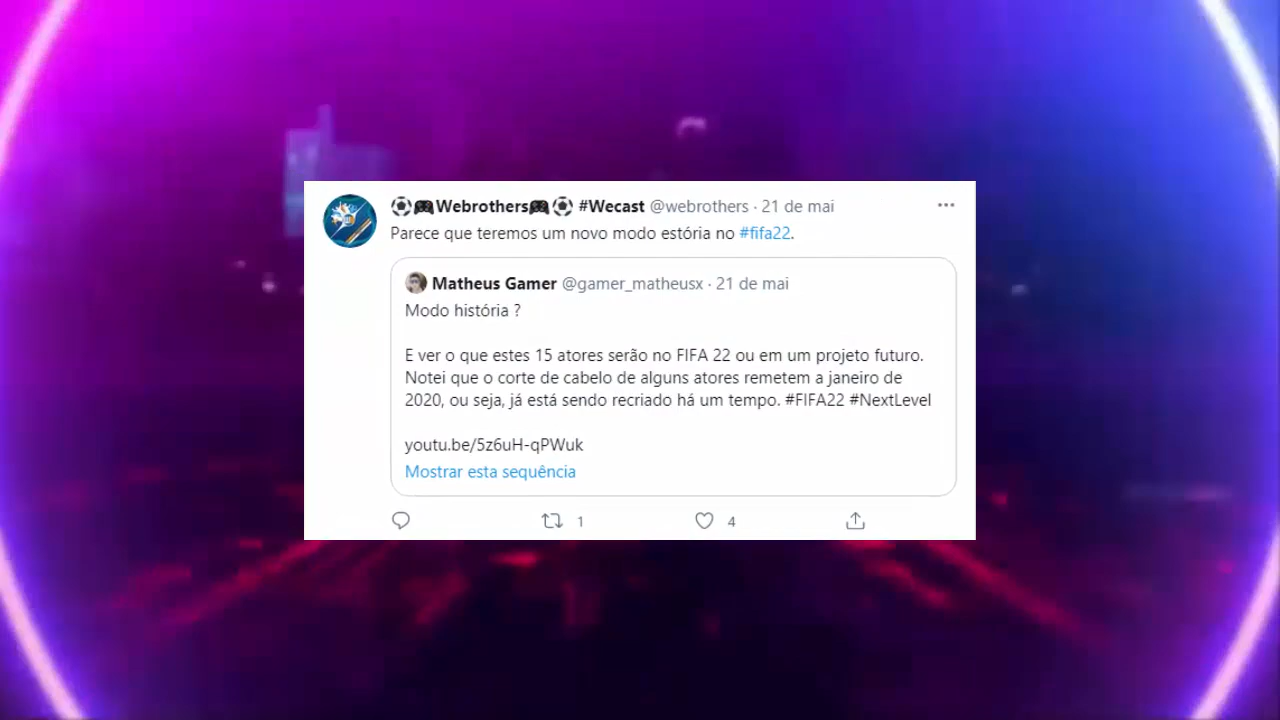 ⚽🎮Webrothers🎮⚽ #Wecast @webrothers · 21 de mai
Parece que teremos um novo modo estória no #fifa22.
Matheus Gamer @gamer_matheusx · 21 de mai
Modo história ?
E ver o que estes 15 atores serão no FIFA 22 ou em um projeto futuro.
Notei que o corte de cabelo de alguns atores remetem a janeiro de
2020, ou seja, já está sendo recriado há um tempo. #FIFA22 #NextLevel
youtu.be/5z6uH-qPWuk
Mostrar esta sequência
1 4